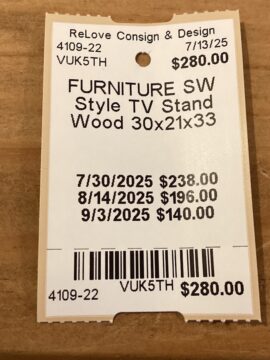 ReLove Consign & Design
4109-22 7/13/25
VUK5TH $280.00
FURNITURE SW
Style TV Stand
Wood 30x21x33
7/30/2025 $238.00
8/14/2025 $196.00
9/3/2025 $140.00
4109-22 VUK5TH $280.00